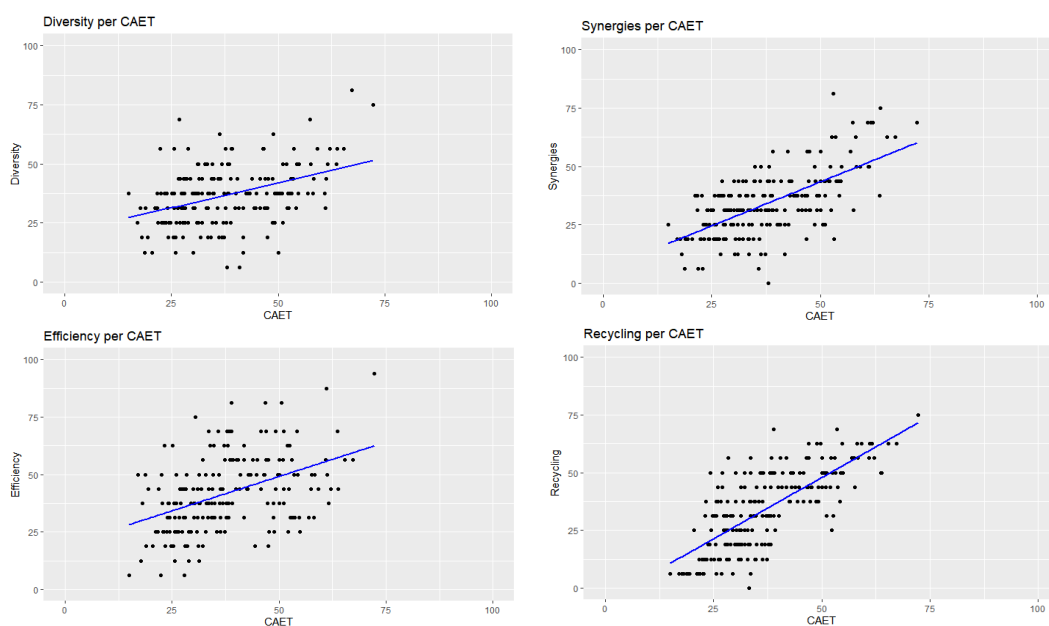 Diversity per CAET
100
75
50
25
0
Diversity
0 25 50 75 100
CAET
Synergies per CAET
100
75
50
25
0
Synergies
0 25 50 75 100
CAET
Efficiency per CAET
100
75
50
25
0
Efficiency
0 25 50 75 100
CAET
Recycling per CAET
100
75
50
25
0
Recycling
0 25 50 75 100
CAET